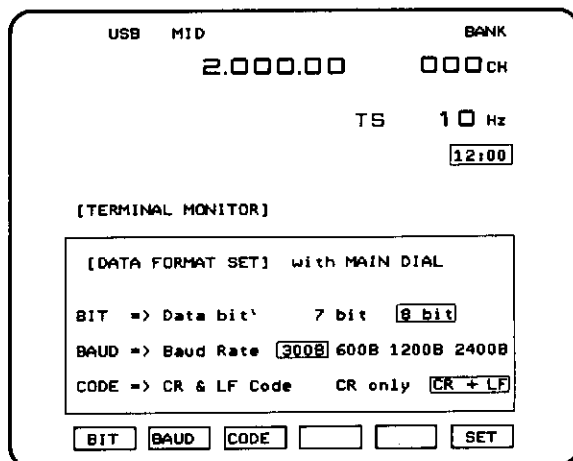 USB MID BANK
2.000.00 000CH
TS 10 Hz
12:00
[TERMINAL MONITOR]
[DATA FORMAT SET] with MAIN DIAL
BIT => Data bit' 7 bit 8 bit
BAUD => Baud Rate 300B 600B 1200B 2400B
CODE => CR & LF Code CR only CR + LF
BIT BAUD CODE SET